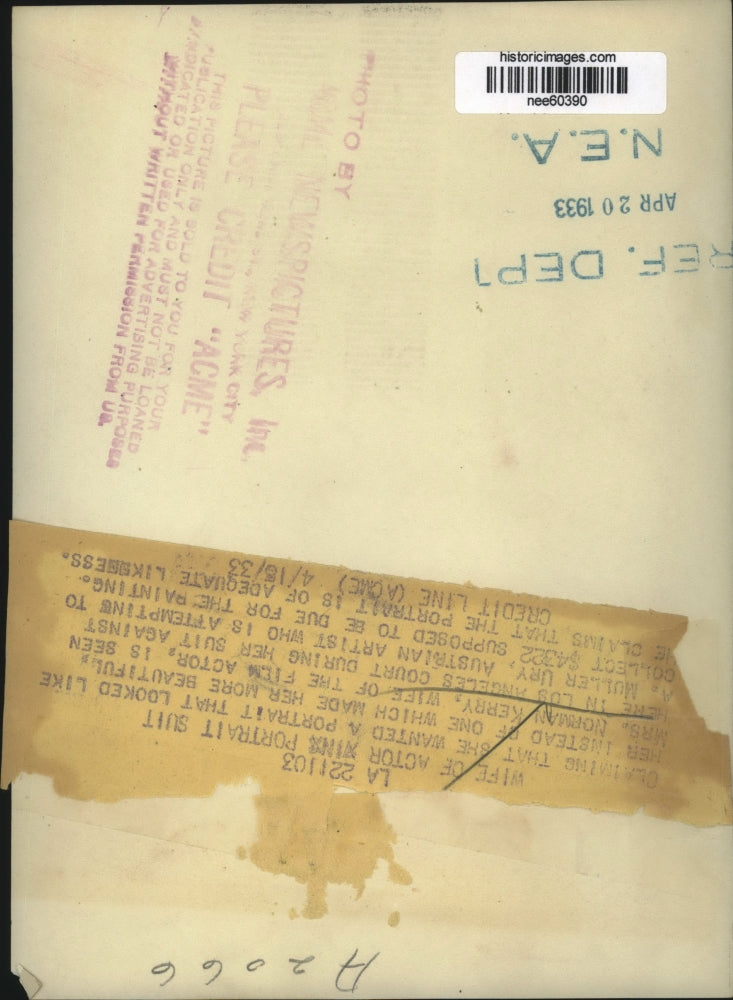 historicimages.com
nee60390
N.E.A.
APR 20 1933
REF. DEPT
PHOTO BY
ACME NEWSPICTURES, Inc.
NEW YORK CITY
PLEASE CREDIT "ACME"
THIS PICTURE IS SOLD TO YOU FOR YOUR
PUBLICATION ONLY AND MUST NOT BE LOANED
SYNDICATED OR USED FOR ADVERTISING PURPOSES
WITHOUT WRITTEN PERMISSION FROM US.
LA 221103
WIFE OF ACTOR IN PORTRAIT SUIT
CLAIMING THAT SHE WANTED A PORTRAIT THAT LOOKED LIKE
HER INSTEAD OF ONE WHICH MADE HER MORE BEAUTIFUL,
MRS. NORMAN KERRY, WIFE OF THE FILM ACTOR, IS SEEN
HERE IN LOS ANGELES COURT DURING HER SUIT AGAINST
A. MULLER URY, AUSTRIAN ARTIST WHO IS ATTEMPTING TO
COLLECT $4322 SUPPOSED TO BE DUE FOR THE PAINTING.
HE CLAIMS THAT THE PORTRAIT IS OF ADEQUATE LIKENESS.
CREDIT LINE (ACME) 4/18/33
A2066